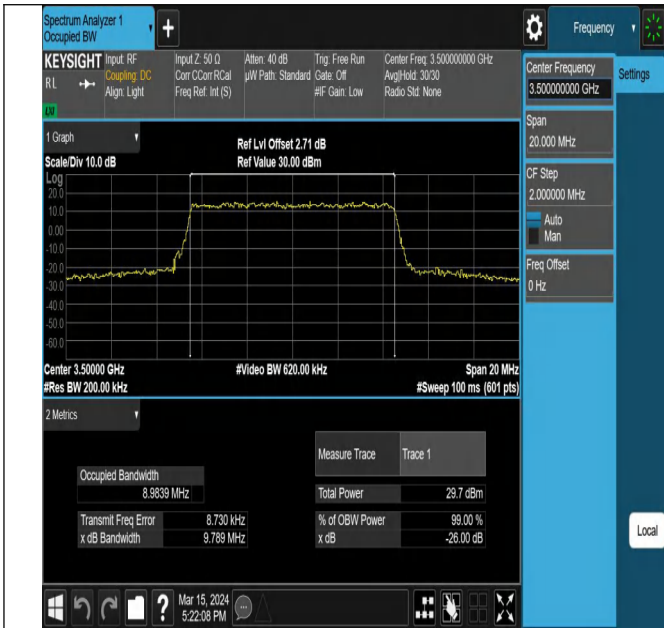 Spectrum Analyzer 1
Occupied BW
Frequency
KEYSIGHT
RL
LXI
Input: RF
Coupling: DC
Align: Light
Input Z: 50 Ω
Corr CCorr RCal
Freq Ref: Int (S)
Atten: 40 dB
µW Path: Standard
Trig: Free Run
Gate: Off
#IF Gain: Low
Center Freq: 3.500000000 GHz
Avg|Hold: 30/30
Radio Std: None
Center Frequency
3.500000000 GHz
Settings
Span
20.000 MHz
CF Step
2.000000 MHz
Auto
Man
Freq Offset
0 Hz
Local
1 Graph
Scale/Div 10.0 dB
Ref Lvl Offset 2.71 dB
Ref Value 30.00 dBm
Log
20.0
10.0
0.00
-10.0
-20.0
-30.0
-40.0
-50.0
-60.0
Center 3.50000 GHz
#Video BW 620.00 kHz
Span 20 MHz
#Res BW 200.00 kHz
#Sweep 100 ms (601 pts)
2 Metrics
Measure Trace
Trace 1
Occupied Bandwidth
8.9839 MHz
Total Power
29.7 dBm
Transmit Freq Error
8.730 kHz
% of OBW Power
99.00 %
x dB Bandwidth
9.789 MHz
x dB
-26.00 dB
?
Mar 15, 2024
5:22:08 PM